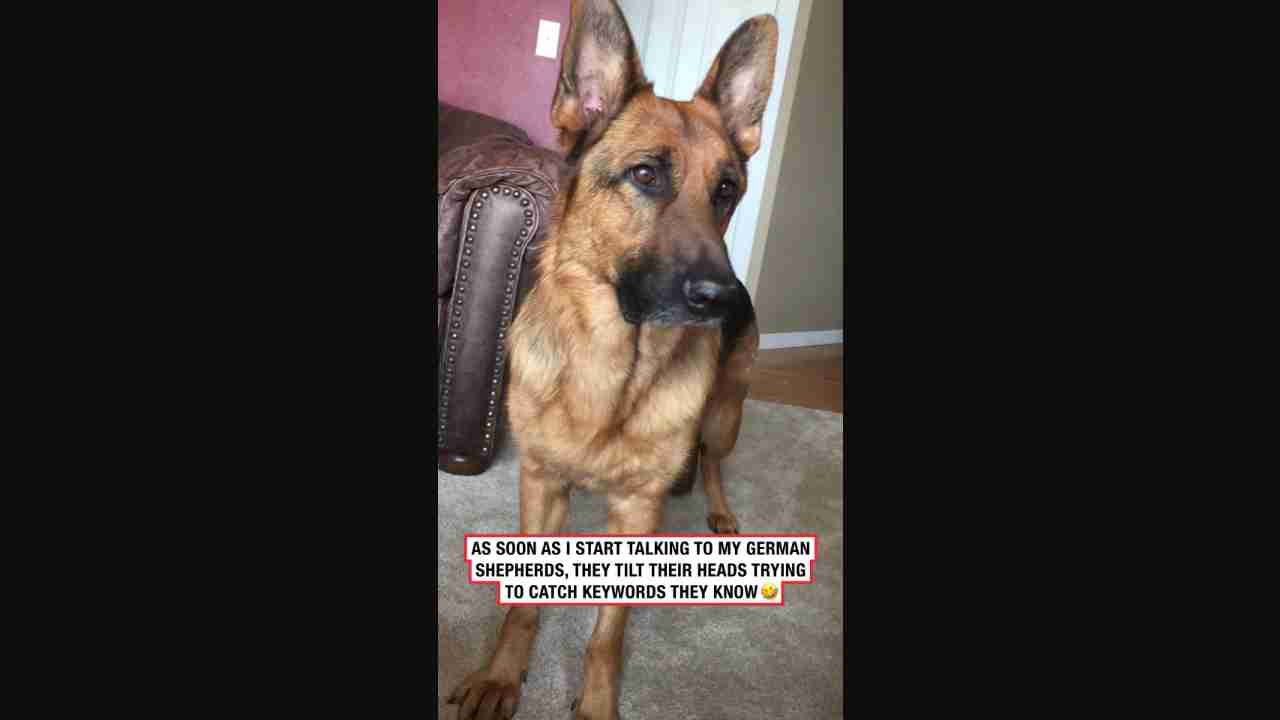 AS SOON AS I START TALKING TO MY GERMAN
SHEPHERDS, THEY TILT THEIR HEADS TRYING
TO CATCH KEYWORDS THEY KNOW🤣